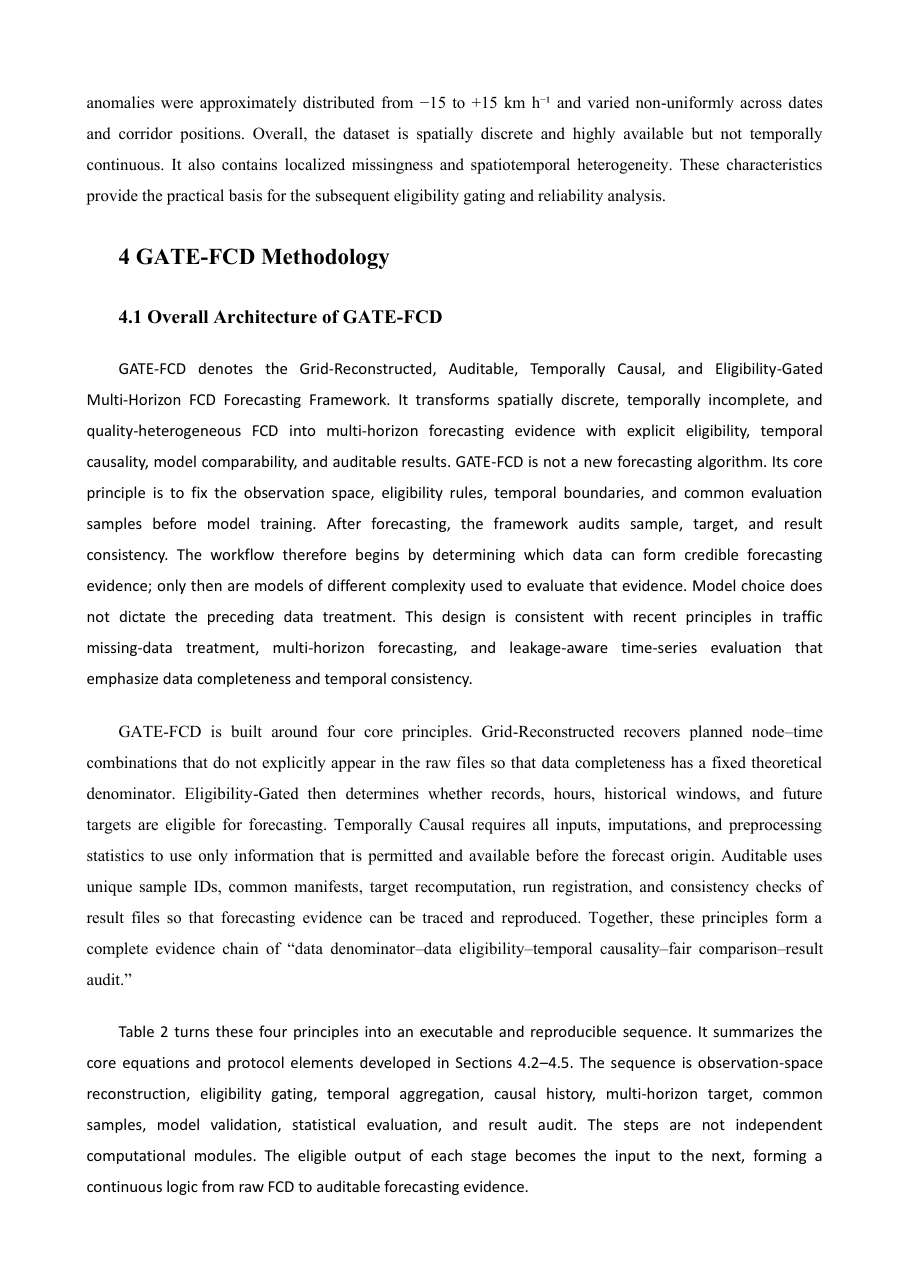 anomalies were approximately distributed from −15 to +15 km h⁻¹ and varied non-uniformly across dates
and corridor positions. Overall, the dataset is spatially discrete and highly available but not temporally
continuous. It also contains localized missingness and spatiotemporal heterogeneity. These characteristics
provide the practical basis for the subsequent eligibility gating and reliability analysis.
4 GATE-FCD Methodology
4.1 Overall Architecture of GATE-FCD
GATE-FCD denotes the Grid-Reconstructed, Auditable, Temporally Causal, and Eligibility-Gated
Multi-Horizon FCD Forecasting Framework. It transforms spatially discrete, temporally incomplete, and
quality-heterogeneous FCD into multi-horizon forecasting evidence with explicit eligibility, temporal
causality, model comparability, and auditable results. GATE-FCD is not a new forecasting algorithm. Its core
principle is to fix the observation space, eligibility rules, temporal boundaries, and common evaluation
samples before model training. After forecasting, the framework audits sample, target, and result
consistency. The workflow therefore begins by determining which data can form credible forecasting
evidence; only then are models of different complexity used to evaluate that evidence. Model choice does
not dictate the preceding data treatment. This design is consistent with recent principles in traffic
missing-data treatment, multi-horizon forecasting, and leakage-aware time-series evaluation that
emphasize data completeness and temporal consistency.
GATE-FCD is built around four core principles. Grid-Reconstructed recovers planned node–time
combinations that do not explicitly appear in the raw files so that data completeness has a fixed theoretical
denominator. Eligibility-Gated then determines whether records, hours, historical windows, and future
targets are eligible for forecasting. Temporally Causal requires all inputs, imputations, and preprocessing
statistics to use only information that is permitted and available before the forecast origin. Auditable uses
unique sample IDs, common manifests, target recomputation, run registration, and consistency checks of
result files so that forecasting evidence can be traced and reproduced. Together, these principles form a
complete evidence chain of “data denominator–data eligibility–temporal causality–fair comparison–result
audit.”
Table 2 turns these four principles into an executable and reproducible sequence. It summarizes the
core equations and protocol elements developed in Sections 4.2–4.5. The sequence is observation-space
reconstruction, eligibility gating, temporal aggregation, causal history, multi-horizon target, common
samples, model validation, statistical evaluation, and result audit. The steps are not independent
computational modules. The eligible output of each stage becomes the input to the next, forming a
continuous logic from raw FCD to auditable forecasting evidence.